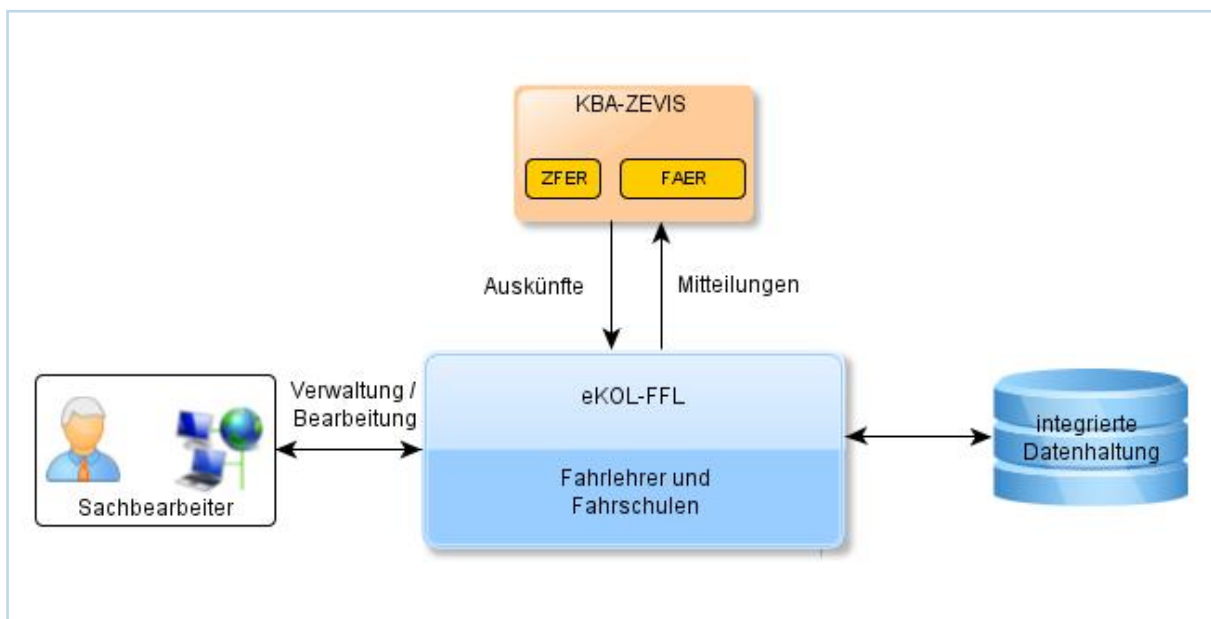 KBA-ZEVIS
ZFER
FAER
Auskünfte
Mitteilungen
Verwaltung /
Bearbeitung
eKOL-FFL
Fahrlehrer und
Fahrschulen
Sachbearbeiter
integrierte
Datenhaltung